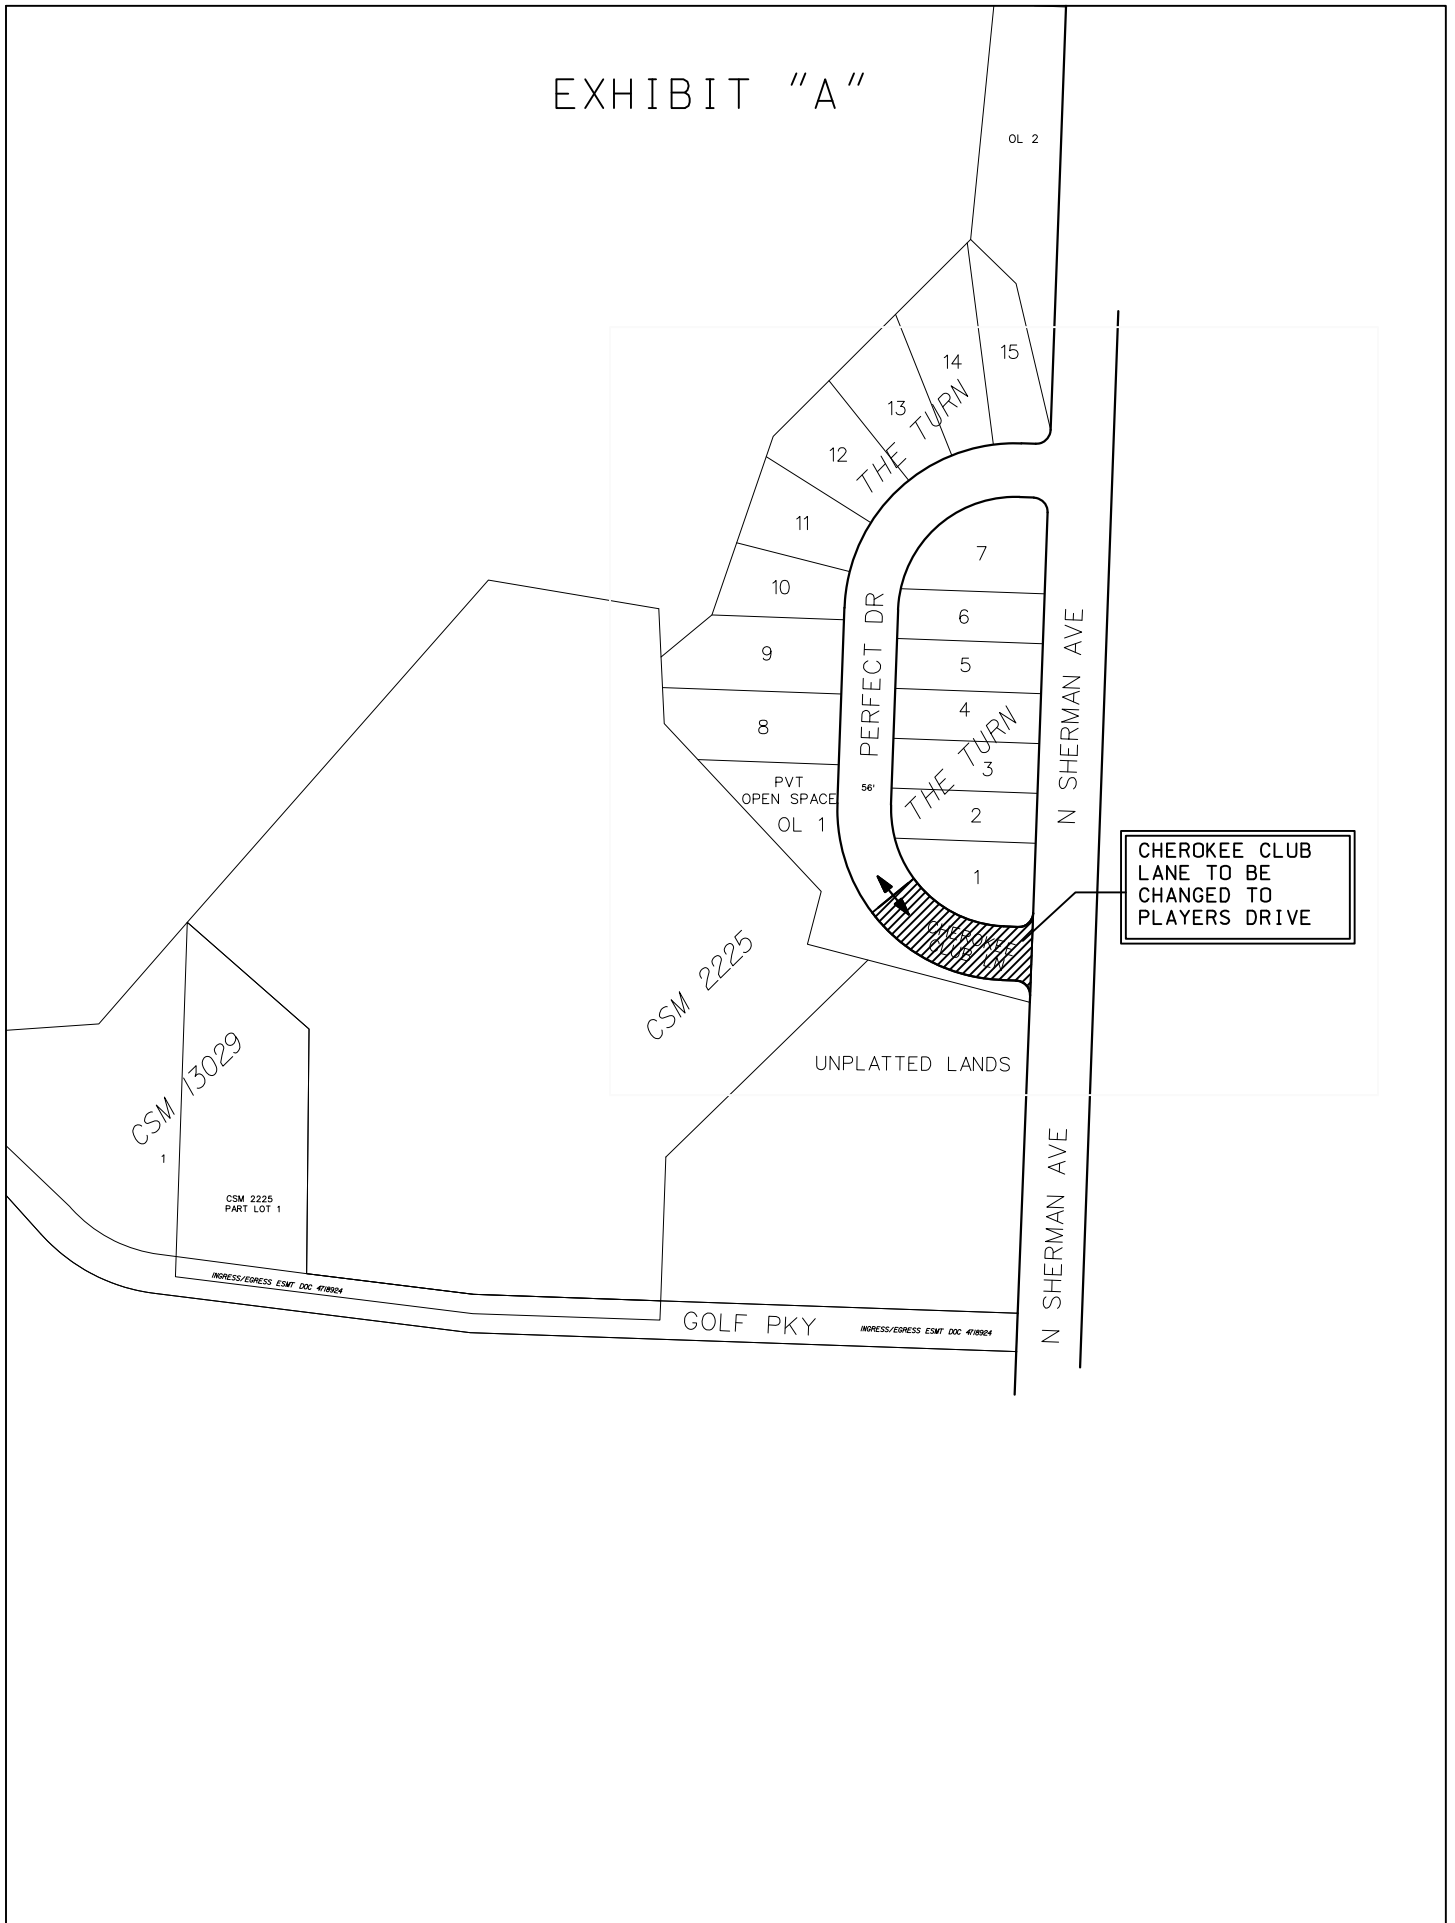 EXHIBIT "A"
OL 2
15
14
13
THE TURN
12
11
7
10
6
PERFECT DR
N SHERMAN AVE
9
5
4
8
THE TURN
3
PVT
OPEN SPACE
56'
OL 1
2
1
CHEROKEE CLUB
LANE TO BE
CHANGED TO
PLAYERS DRIVE
CHEROKEE
CLUB LN
CSM 2225
CSM 13029
UNPLATTED LANDS
1
N SHERMAN AVE
CSM 2225
PART LOT 1
INGRESS/EGRESS ESMT DOC 4718924
GOLF PKY
INGRESS/EGRESS ESMT DOC 4718924